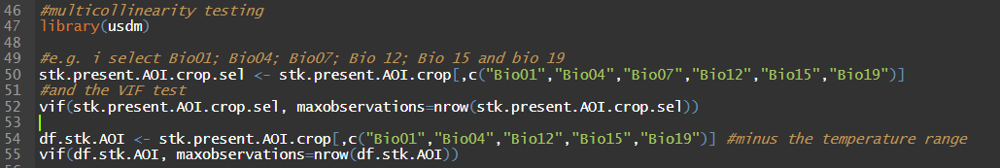 46 #multicollinearity testing
47 library(usdm)
48
49 #e.g. i select Bio01; Bio04; Bio07; Bio 12; Bio 15 and bio 19
50 stk.present.AOI.crop.sel <- stk.present.AOI.crop[,c("Bio01","Bio04","Bio07","Bio12","Bio15","Bio19")]
51 #and the VIF test
52 vif(stk.present.AOI.crop.sel, maxobservations=nrow(stk.present.AOI.crop.sel))
53
54 df.stk.AOI <- stk.present.AOI.crop[,c("Bio01","Bio04","Bio12","Bio15","Bio19")] #minus the temperature range
55 vif(df.stk.AOI, maxobservations=nrow(df.stk.AOI))